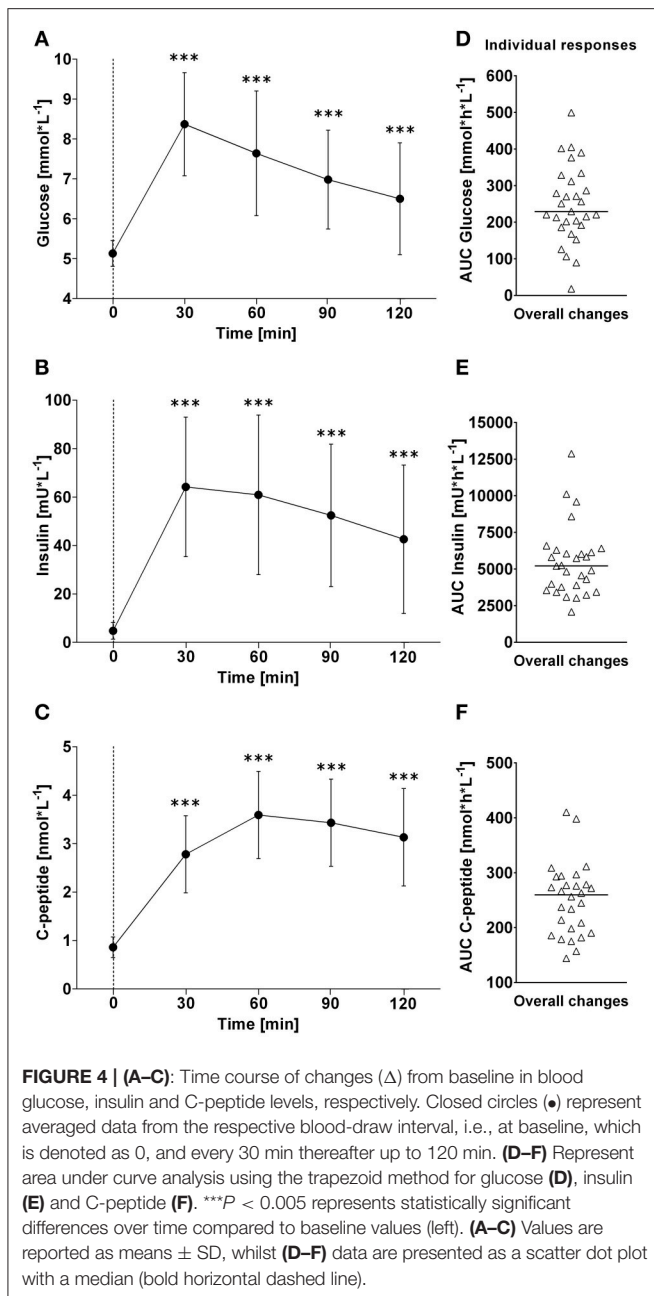 A
***
***
***
***
10
9
8
7
6
5
4
Glucose [mmol*L-1]
0
30
60
90
120
Time [min]
D
Individual responses
600
500
400
300
200
100
0
AUC Glucose [mmol*h*L-1]
Overall changes
B
***
***
***
***
100
80
60
40
20
0
Insulin [mU*L-1]
0
30
60
90
120
Time [min]
E
15000
12500
10000
7500
5000
2500
0
AUC Insulin [mU*h*L-1]
Overall changes
C
***
***
***
***
5
4
3
2
1
0
C-peptide [nmol*L-1]
0
30
60
90
120
Time [min]
F
500
400
300
200
100
AUC C-peptide [nmol*h*L-1]
Overall changes
FIGURE 4 | (A–C): Time course of changes (Δ) from baseline in blood
glucose, insulin and C-peptide levels, respectively. Closed circles (●) represent
averaged data from the respective blood-draw interval, i.e., at baseline, which
is denoted as 0, and every 30 min thereafter up to 120 min. (D–F) Represent
area under curve analysis using the trapezoid method for glucose (D), insulin
(E) and C-peptide (F). ***P < 0.005 represents statistically significant
differences over time compared to baseline values (left). (A–C) Values are
reported as means ± SD, whilst (D–F) data are presented as a scatter dot plot
with a median (bold horizontal dashed line).